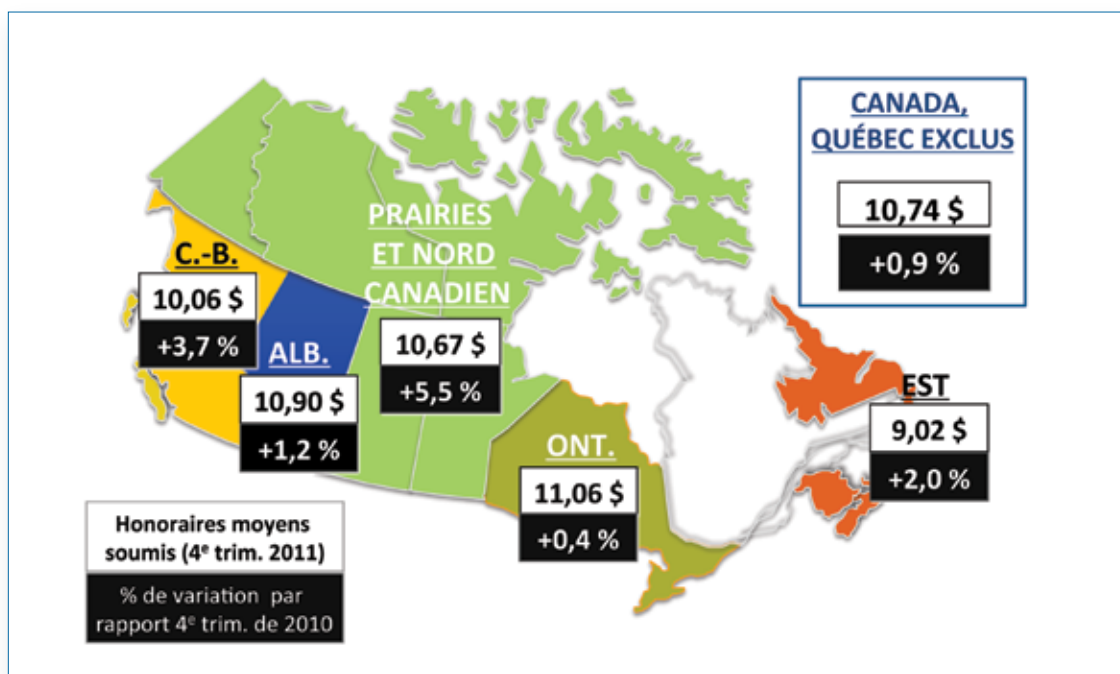 CANADA,
QUÉBEC EXCLUS
10,74 $
+0,9 %
PRAIRIES
ET NORD
CANADIEN
10,67 $
+5,5 %
C.-B.
10,06 $
+3,7 %
ALB.
10,90 $
+1,2 %
ONT.
11,06 $
+0,4 %
EST
9,02 $
+2,0 %
Honoraires moyens
soumis (4e trim. 2011)
% de variation par
rapport 4e trim. de 2010